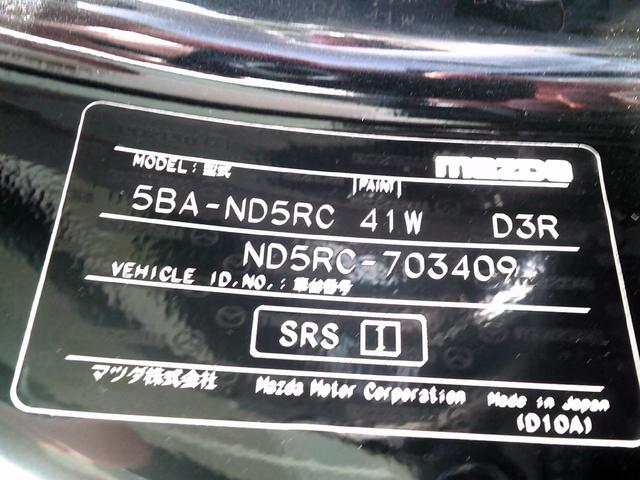 mazda
MODEL: 型式
PAINT
5BA-ND5RC 41W D3R
ND5RC-703409
VEHICLE ID.NO.: 車台番号
SRS I
マツダ株式会社 Mazda Motor Corporation Made in Japan
(D10A)